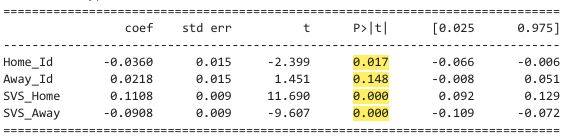 coef std err t P>|t| [0.025 0.975]
Home_Id -0.0360 0.015 -2.399 0.017 -0.066 -0.006
Away_Id 0.0218 0.015 1.451 0.148 -0.008 0.051
SVS_Home 0.1108 0.009 11.690 0.000 0.092 0.129
SVS_Away -0.0908 0.009 -9.607 0.000 -0.109 -0.072